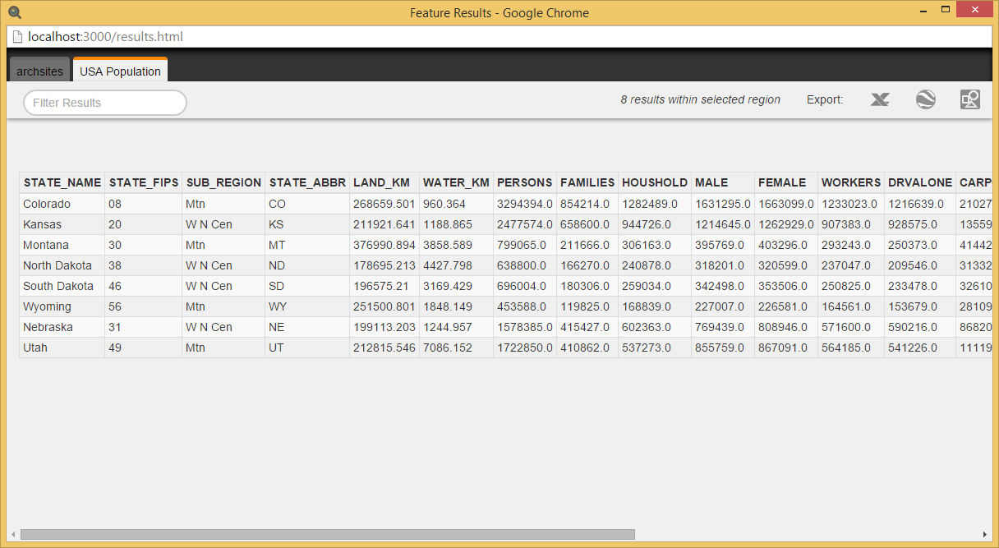 Feature Results - Google Chrome
localhost:3000/results.html
archsites USA Population
Filter Results 8 results within selected region Export:
STATE_NAME STATE_FIPS SUB_REGION STATE_ABBR LAND_KM WATER_KM PERSONS FAMILIES HOUSHOLD MALE FEMALE WORKERS DRVALONE CARP
Colorado 08 Mtn CO 268659.501 960.364 3294394.0 854214.0 1282489.0 1631295.0 1663099.0 1233023.0 1216639.0 21027
Kansas 20 W N Cen KS 211921.641 1188.865 2477574.0 658600.0 944726.0 1214645.0 1262929.0 907383.0 928575.0 13559
Montana 30 Mtn MT 376990.894 3858.589 799065.0 211666.0 306163.0 395769.0 403296.0 293243.0 250373.0 41442
North Dakota 38 W N Cen ND 178695.213 4427.798 638800.0 166270.0 240878.0 318201.0 320599.0 237047.0 209546.0 31332
South Dakota 46 W N Cen SD 196575.21 3169.429 696004.0 180306.0 259034.0 342498.0 353506.0 250825.0 233478.0 32610
Wyoming 56 Mtn WY 251500.801 1848.149 453588.0 119825.0 168839.0 227007.0 226581.0 164561.0 153679.0 28109
Nebraska 31 W N Cen NE 199113.203 1244.957 1578385.0 415427.0 602363.0 769439.0 808946.0 571600.0 590216.0 86820
Utah 49 Mtn UT 212815.546 7086.152 1722850.0 410862.0 537273.0 855759.0 867091.0 564185.0 541226.0 11119